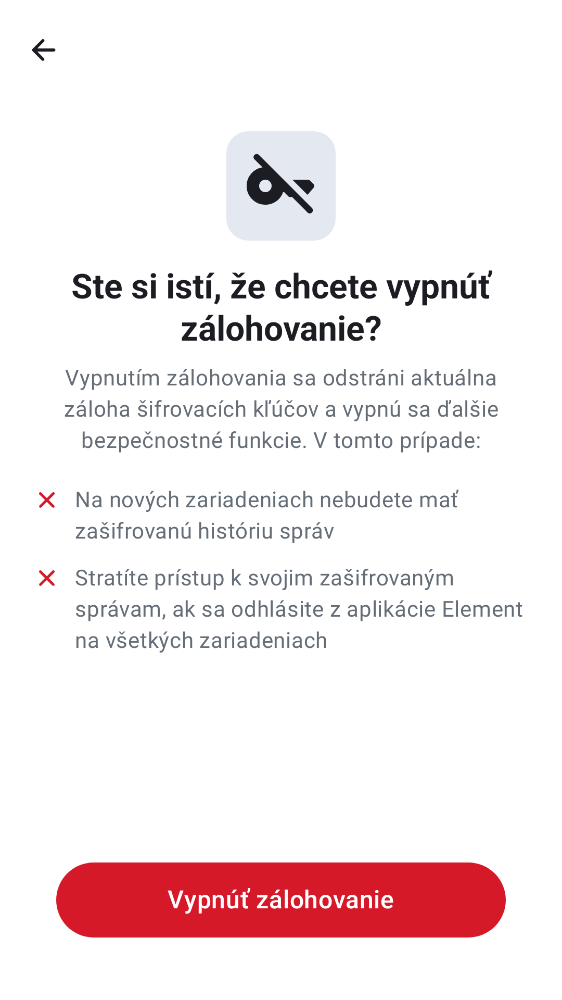 Ste si istí, že chcete vypnúť
zálohovanie?
Vypnutím zálohovania sa odstráni aktuálna
záloha šifrovacích kľúčov a vypnú sa ďalšie
bezpečnostné funkcie. V tomto prípade:
Na nových zariadeniach nebudete mať
zašifrovanú históriu správ
Stratíte prístup k svojim zašifrovaným
správam, ak sa odhlásite z aplikácie Element
na všetkých zariadeniach
Vypnúť zálohovanie